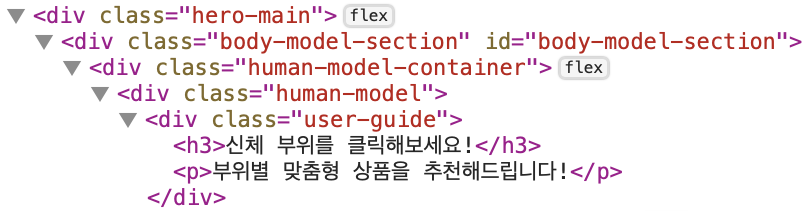 ▼<div class="hero-main"> flex
▼<div class="body-model-section" id="body-model-section">
▼<div class="human-model-container"> flex
▼<div class="human-model">
▼<div class="user-guide">
<h3>신체 부위를 클릭해보세요!</h3>
<p>부위별 맞춤형 상품을 추천해드립니다!</p>
</div>